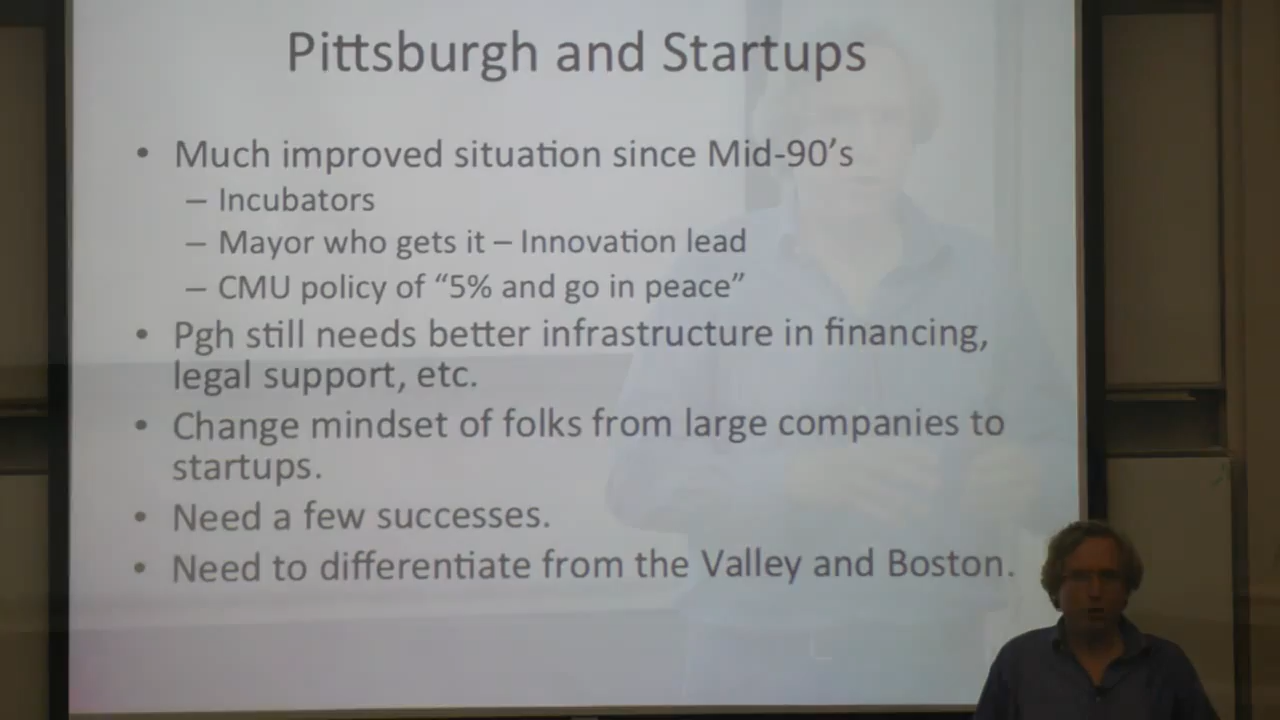 Pittsburgh and Startups
• Much improved situation since Mid-90’s
– Incubators
– Mayor who gets it – Innovation lead
– CMU policy of “5% and go in peace”
• Pgh still needs better infrastructure in financing,
legal support, etc.
• Change mindset of folks from large companies to
startups.
• Need a few successes.
• Need to differentiate from the Valley and Boston.